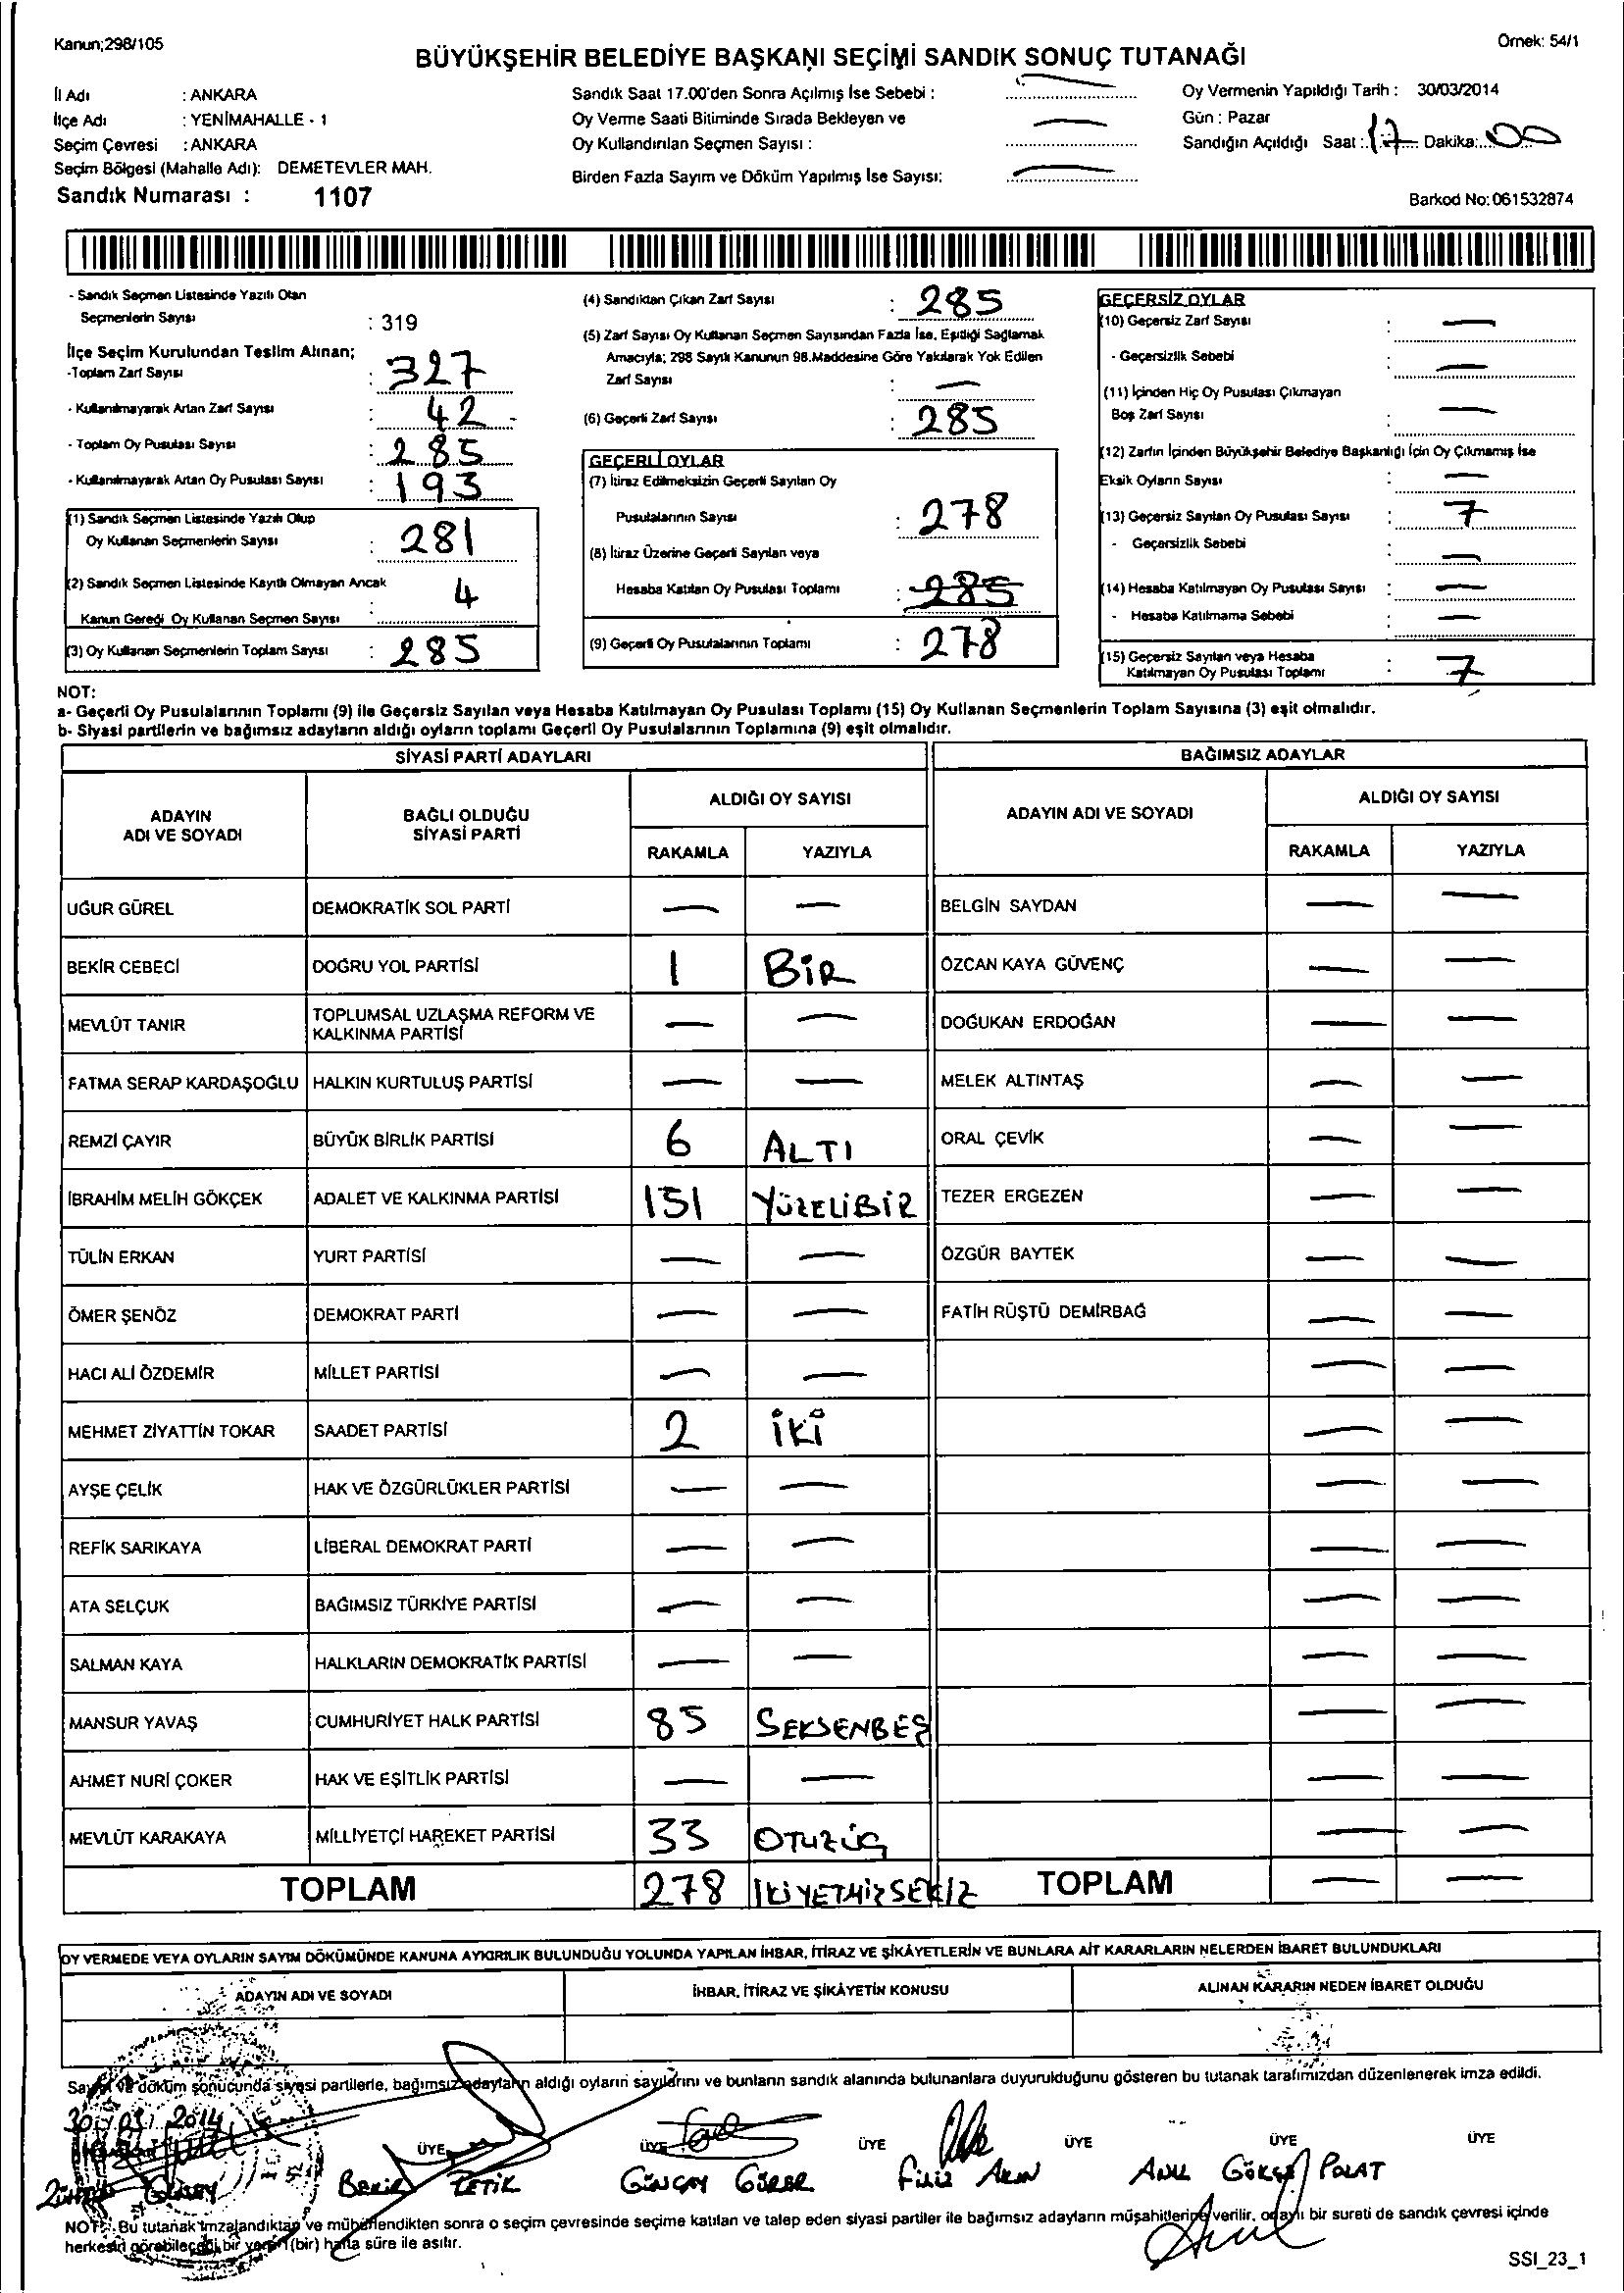 Kanun;298/105
Örnek: 54/1
BÜYÜKŞEHİR BELEDİYE BAŞKANI SEÇİMİ SANDIK SONUÇ TUTANAĞI
İl Adı : ANKARA
İlçe Adı : YENİMAHALLE - 1
Seçim Çevresi : ANKARA
Seçim Bölgesi (Mahalle Adı): DEMETEVLER MAH.
Sandık Numarası : 1107
Sandık Saat 17.00'den Sonra Açılmış İse Sebebi : —
Oy Verme Saati Bitiminde Sırada Bekleyen ve
Oy Kullandırılan Seçmen Sayısı : —
Birden Fazla Sayım ve Döküm Yapılmış İse Sayısı: —
Oy Vermenin Yapıldığı Tarih : 30/03/2014
Gün : Pazar
Sandığın Açıldığı Saat : 17 Dakika: 00
Barkod No: 061532874
- Sandık Seçmen Listesinde Yazılı Olan
Seçmenlerin Sayısı : 319
İlçe Seçim Kurulundan Teslim Alınan;
-Toplam Zarf Sayısı : 327
- Kullanılmayarak Artan Zarf Sayısı : 42 -
- Toplam Oy Pusulası Sayısı : 285
- Kullanılmayarak Artan Oy Pusulası Sayısı : 193
(1) Sandık Seçmen Listesinde Yazılı Olup
Oy Kullanan Seçmenlerin Sayısı : 281
(2) Sandık Seçmen Listesinde Kayıtlı Olmayan Ancak
Kanun Gereği Oy Kullanan Seçmen Sayısı : 4
(3) Oy Kullanan Seçmenlerin Toplam Sayısı : 285
(4) Sandıktan Çıkan Zarf Sayısı : 285
(5) Zarf Sayısı Oy Kullanan Seçmen Sayısından Fazla İse, Eşitliği Sağlamak
Amacıyla; 298 Sayılı Kanunun 98.Maddesine Göre Yakılarak Yok Edilen
Zarf Sayısı : —
(6) Geçerli Zarf Sayısı : 285
GEÇERLİ OYLAR
(7) İtiraz Edilmeksizin Geçerli Sayılan Oy
Pusulalarının Sayısı : 278
(8) İtiraz Üzerine Geçerli Sayılan veya
Hesaba Katılan Oy Pusulası Toplamı : 285
(9) Geçerli Oy Pusulalarının Toplamı : 278
GEÇERSİZ OYLAR
(10) Geçersiz Zarf Sayısı : —
- Geçersizlik Sebebi : —
(11) İçinden Hiç Oy Pusulası Çıkmayan
Boş Zarf Sayısı : —
(12) Zarfın İçinden Büyükşehir Belediye Başkanlığı İçin Oy Çıkmamış İse
Eksik Oyların Sayısı : —
(13) Geçersiz Sayılan Oy Pusulası Sayısı : 7
- Geçersizlik Sebebi : —
(14) Hesaba Katılmayan Oy Pusulası Sayısı : —
- Hesaba Katılmama Sebebi : —
(15) Geçersiz Sayılan veya Hesaba
Katılmayan Oy Pusulası Toplamı : 7
NOT:
a- Geçerli Oy Pusulalarının Toplamı (9) ile Geçersiz Sayılan veya Hesaba Katılmayan Oy Pusulası Toplamı (15) Oy Kullanan Seçmenlerin Toplam Sayısına (3) eşit olmalıdır.
b- Siyasi partilerin ve bağımsız adayların aldığı oyların toplamı Geçerli Oy Pusulalarının Toplamına (9) eşit olmalıdır.
SİYASİ PARTİ ADAYLARI
BAĞIMSIZ ADAYLAR
ADAYIN
ADI VE SOYADI
BAĞLI OLDUĞU
SİYASİ PARTİ
ALDIĞI OY SAYISI
RAKAMLA YAZIYLA
ADAYIN ADI VE SOYADI
ALDIĞI OY SAYISI
RAKAMLA YAZIYLA
UĞUR GÜREL DEMOKRATİK SOL PARTİ — — BELGİN SAYDAN — —
BEKİR CEBECİ DOĞRU YOL PARTİSİ 1 BİR ÖZCAN KAYA GÜVENÇ — —
MEVLÜT TANIR TOPLUMSAL UZLAŞMA REFORM VE
KALKINMA PARTİSİ — — DOĞUKAN ERDOĞAN — —
FATMA SERAP KARDAŞOĞLU HALKIN KURTULUŞ PARTİSİ — — MELEK ALTINTAŞ — —
REMZİ ÇAYIR BÜYÜK BİRLİK PARTİSİ 6 ALTI ORAL ÇEVİK — —
İBRAHİM MELİH GÖKÇEK ADALET VE KALKINMA PARTİSİ 151 YÜZELİBİR TEZER ERGEZEN — —
TÜLİN ERKAN YURT PARTİSİ — — ÖZGÜR BAYTEK — —
ÖMER ŞENÖZ DEMOKRAT PARTİ — — FATİH RÜŞTÜ DEMİRBAĞ — —
HACI ALİ ÖZDEMİR MİLLET PARTİSİ — — — —
MEHMET ZİYATTİN TOKAR SAADET PARTİSİ 2 İKİ — —
AYŞE ÇELİK HAK VE ÖZGÜRLÜKLER PARTİSİ — — — —
REFİK SARIKAYA LİBERAL DEMOKRAT PARTİ — — — —
ATA SELÇUK BAĞIMSIZ TÜRKİYE PARTİSİ — — — —
SALMAN KAYA HALKLARIN DEMOKRATİK PARTİSİ — — — —
MANSUR YAVAŞ CUMHURİYET HALK PARTİSİ 85 SEKSENBEŞ — —
AHMET NURİ ÇOKER HAK VE EŞİTLİK PARTİSİ — — — —
MEVLÜT KARAKAYA MİLLİYETÇİ HAREKET PARTİSİ 33 OTUZÜÇ — —
TOPLAM 278 İKİYETMİZSEKİZ TOPLAM — —
OY VERMEDE VEYA OYLARIN SAYIM DÖKÜMÜNDE KANUNA AYKIRILIK BULUNDUĞU YOLUNDA YAPILAN İHBAR, İTİRAZ VE ŞİKÂYETLERİN VE BUNLARA AİT KARARLARIN NELERDEN İBARET BULUNDUKLARI
ADAYIN ADI VE SOYADI İHBAR, İTİRAZ VE ŞİKÂYETİN KONUSU ALINAN KARARIN NEDEN İBARET OLDUĞU
Sayım ve döküm sonucunda siyasi partilerle, bağımsız adayların aldığı oyların sayılarını ve bunların sandık alanında bulunanlara duyurulduğunu gösteren bu tutanak tarafımızdan düzenlenerek imza edildi.
30/03/2014
ÜYE ÜYE ÜYE ÜYE ÜYE ÜYE
BEKİR PETİK GÜNÇAY GÜRER FİLİZ AKIN ANIL GÖKÇE POLAT
NOT: Bu tutanak imzalandıktan ve mühürlendikten sonra o seçim çevresinde seçime katılan ve talep eden siyasi partiler ile bağımsız adayların müşahitlerine verilir, onaylı bir sureti de sandık çevresi içinde
herkesin görebileceği bir yere 1 (bir) hafta süre ile asılır.
SSI_23_1